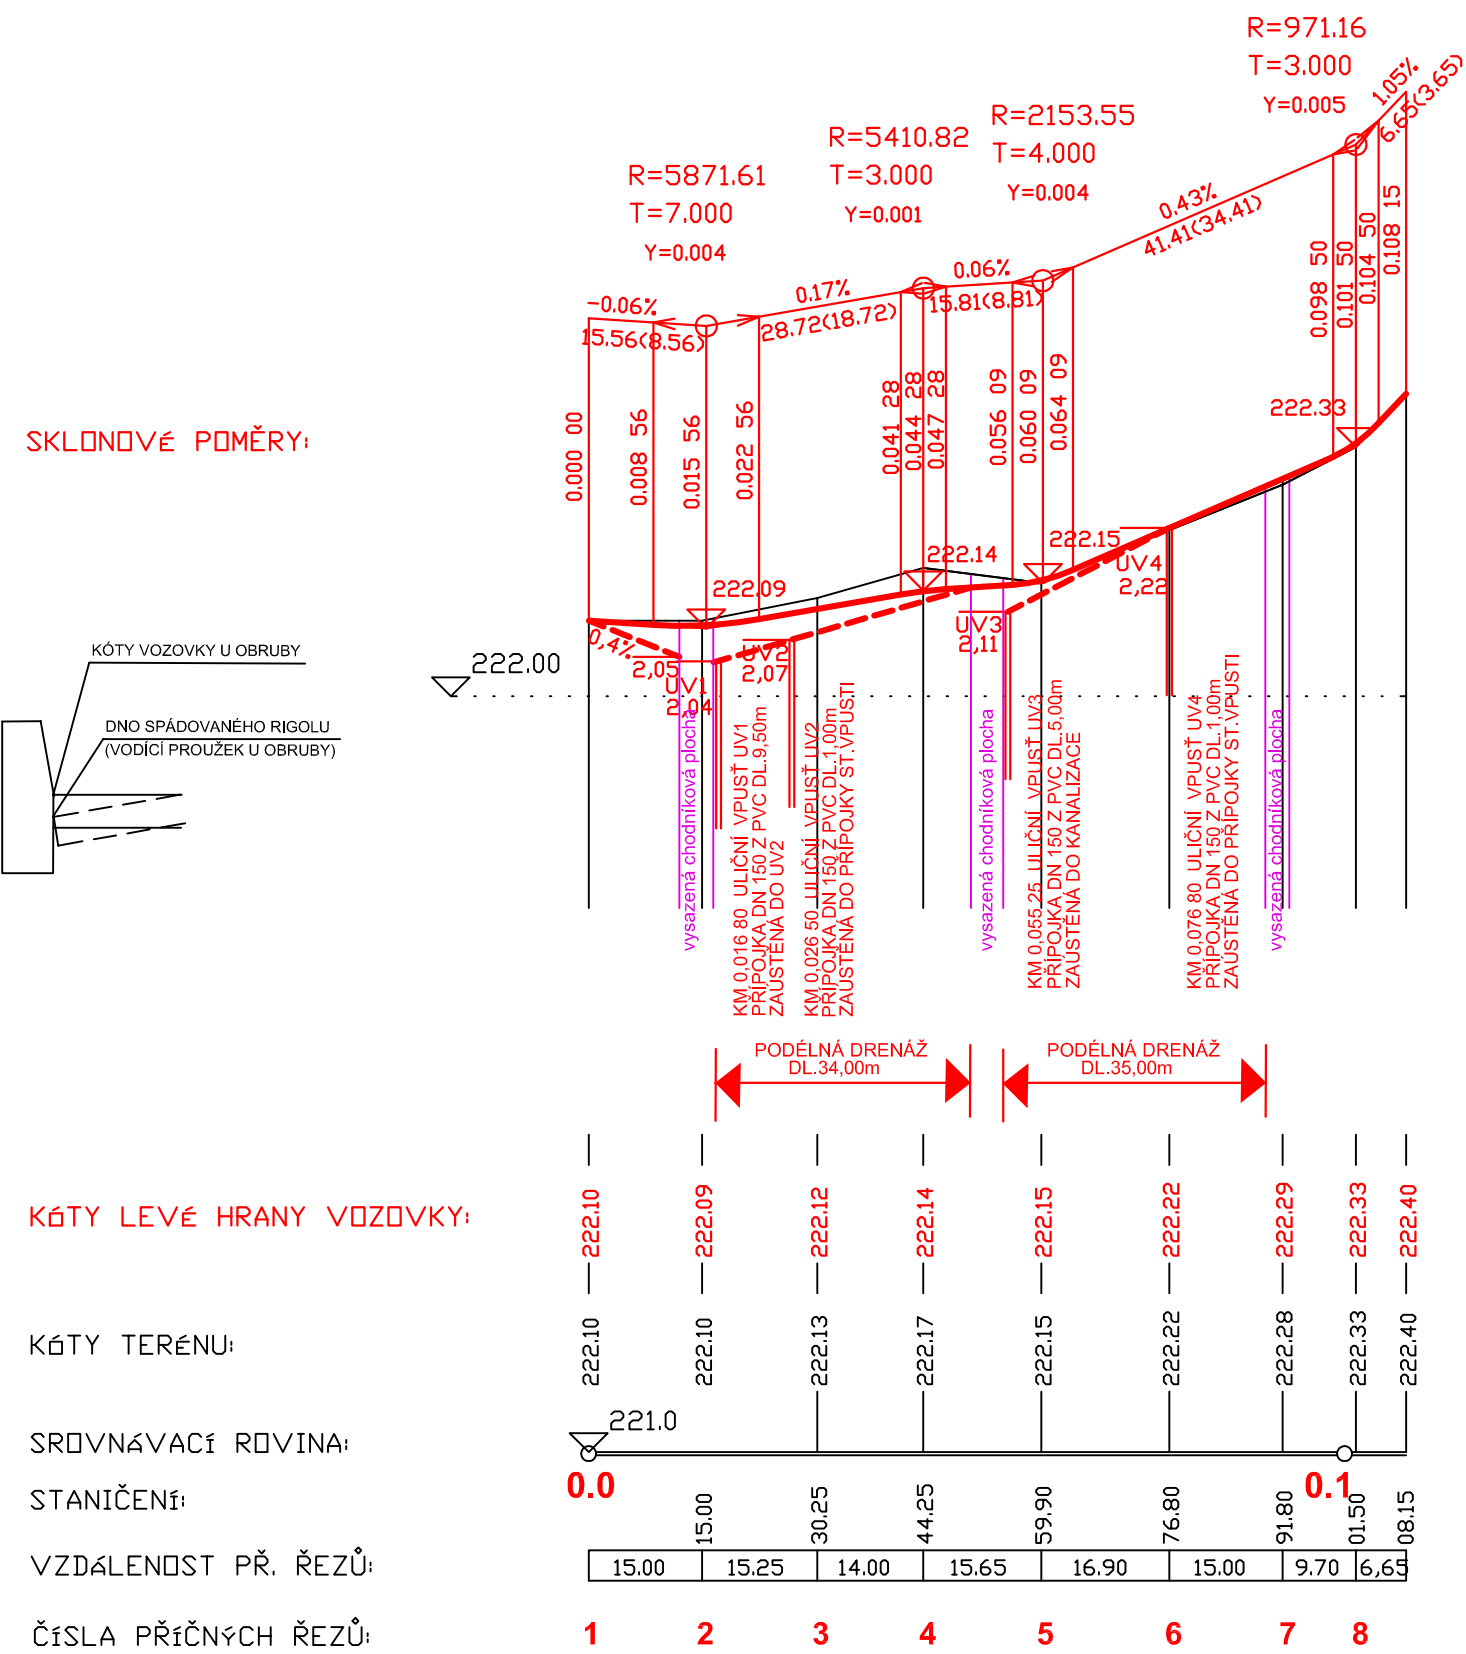 R=971.16
T=3.000
Y=0.005
1.05%
6,65(3.65)
R=2153.55
T=4.000
Y=0.004
R=5410.82
T=3.000
Y=0.001
R=5871.61
T=7.000
Y=0.004
-0.06%
15.56(8.56)
0.17%
28.72(18.72)
0.06%
15.81(8.81)
0.43%
41.41(34.41)
SKLONOVÉ POMĚRY:
0.000 00
0.008 56
0.015 56
0.022 56
0.041 28
0.044 28
0.047 28
0.056 09
0.060 09
0.064 09
0.098 50
0.101 50
0.104 50
0.108 15
222.09
222.14
222.15
222.33
0,4%
2,05
UV1
2,04
UV2
2,07
UV3
2,11
UV4
2,22
222.00
KÓTY VOZOVKY U OBRUBY
DNO SPÁDOVANÉHO RIGOLU
(VODÍCÍ PROUŽEK U OBRUBY)
vysazená chodníková plocha
KM 0,016 80 ULIČNÍ VPUSŤ UV1
PŘÍPOJKA DN 150 Z PVC DL.9,50m
ZAÚSTĚNÁ DO UV2
KM 0,026 50 ULIČNÍ VPUSŤ UV2
PŘÍPOJKA DN 150 Z PVC DL.1,00m
ZAÚSTĚNÁ DO PŘÍPOJKY ST.VPUSTI
vysazená chodníková plocha
KM 0,055 25 ULIČNÍ VPUSŤ UV3
PŘÍPOJKA DN 150 Z PVC DL.5,00m
ZAÚSTĚNÁ DO KANALIZACE
KM 0,076 80 ULIČNÍ VPUSŤ UV4
PŘÍPOJKA DN 150 Z PVC DL.1,00m
ZAÚSTĚNÁ DO PŘÍPOJKY ST.VPUSTI
vysazená chodníková plocha
PODÉLNÁ DRENÁŽ
DL.34,00m
PODÉLNÁ DRENÁŽ
DL.35,00m
KÓTY LEVÉ HRANY VOZOVKY:
222.10 222.09 222.12 222.14 222.15 222.22 222.29 222.33 222.40
KÓTY TERÉNU:
222.10 222.10 222.13 222.17 222.15 222.22 222.28 222.33 222.40
SROVNÁVACÍ ROVINA:
221.0
0.0 0.1
STANIČENÍ:
15.00 30.25 44.25 59.90 76.80 91.80 01.50 08.15
VZDÁLENOST PŘ. ŘEZŮ:
15.00 15.25 14.00 15.65 16.90 15.00 9.70 6,65
ČÍSLA PŘÍČNÝCH ŘEZŮ:
1 2 3 4 5 6 7 8